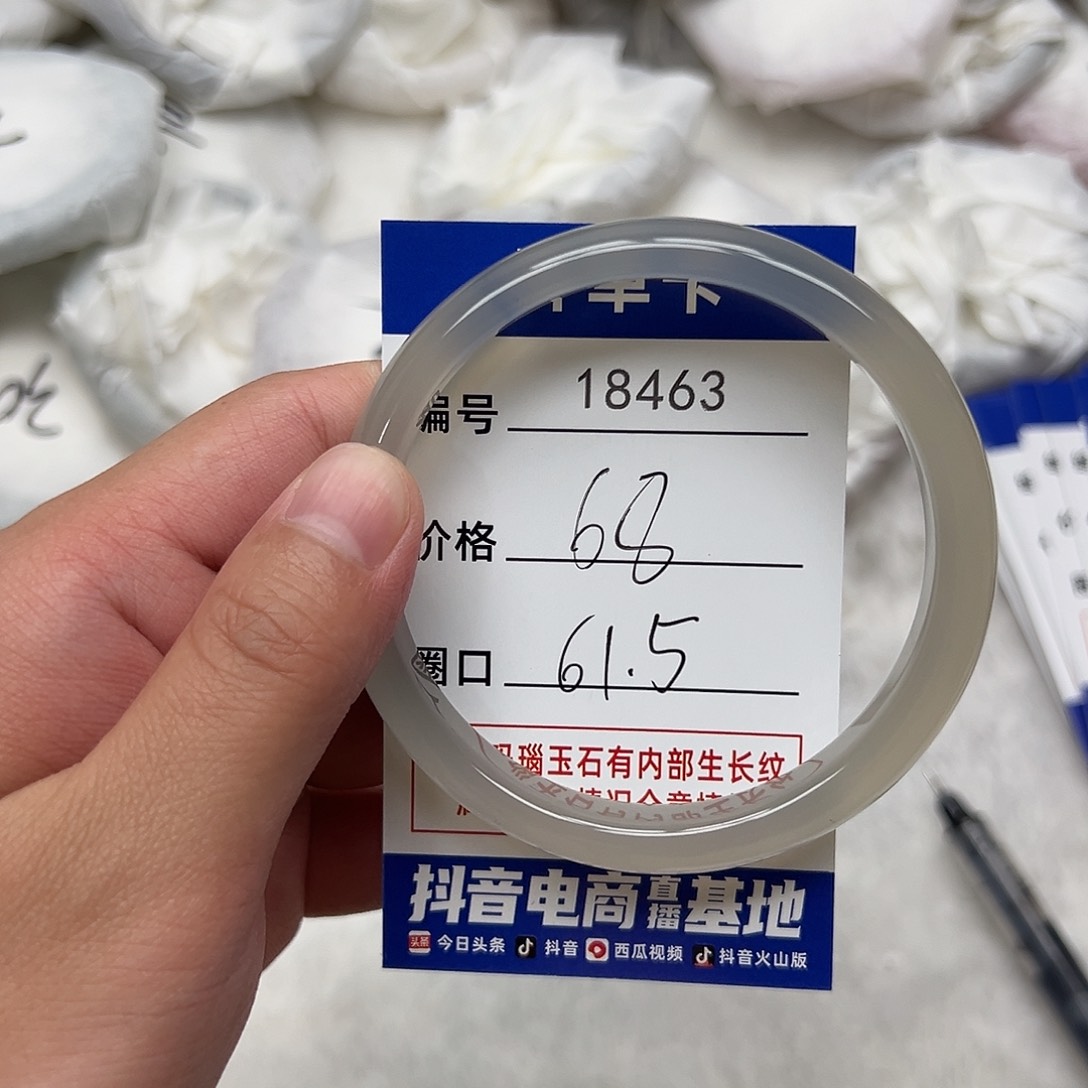 编号 18463
价格 68
圈口 61.5
瑙玉石有内部生长纹
抖音电商直播基地
头条 今日头条 抖音 西瓜视频 抖音火山版